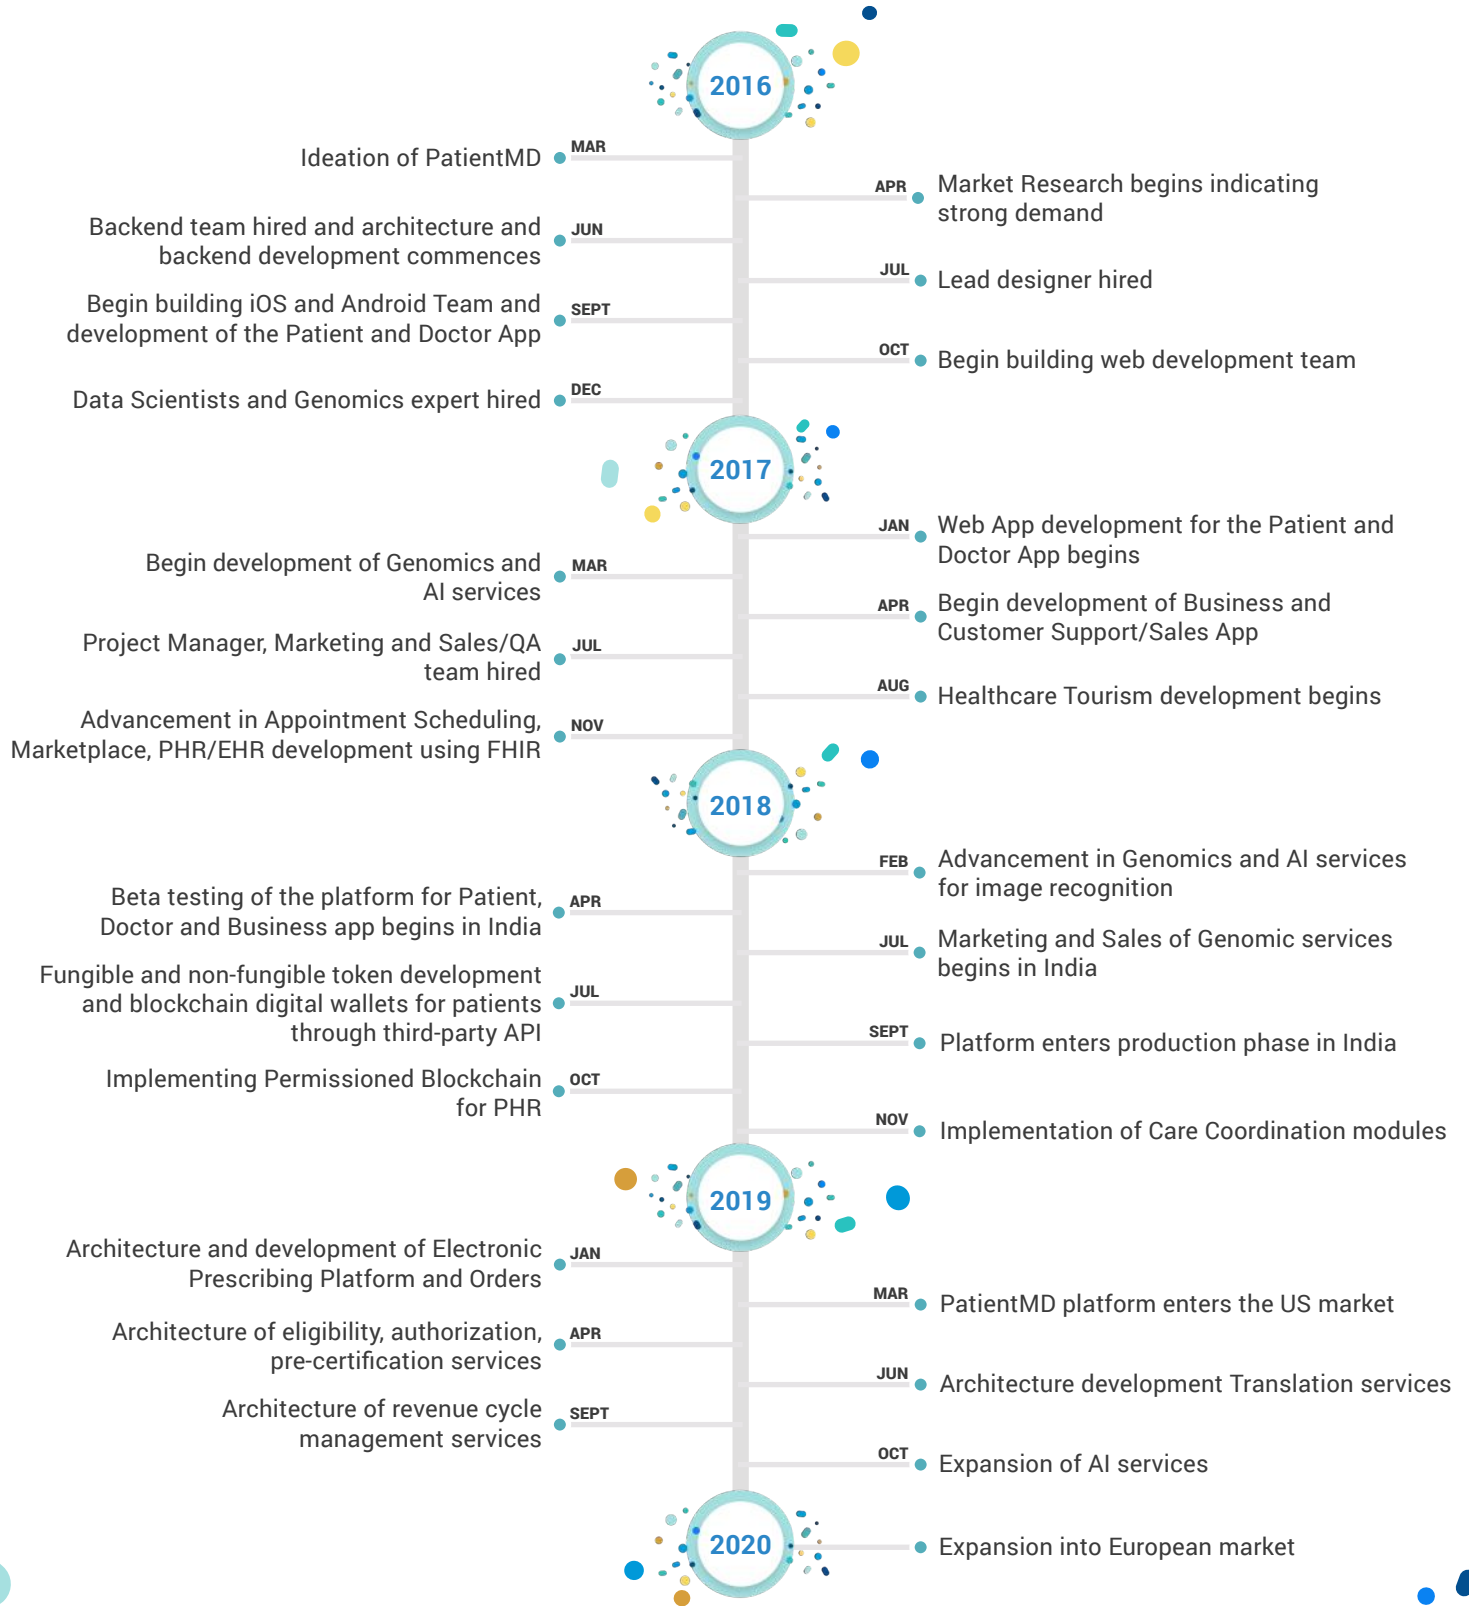 2016
MAR
Ideation of PatientMD
APR
Market Research begins indicating
strong demand
JUN
Backend team hired and architecture and
backend development commences
JUL
Lead designer hired
SEPT
Begin building iOS and Android Team and
development of the Patient and Doctor App
OCT
Begin building web development team
DEC
Data Scientists and Genomics expert hired
2017
JAN
Web App development for the Patient and
Doctor App begins
MAR
Begin development of Genomics and
AI services
APR
Begin development of Business and
Customer Support/Sales App
JUL
Project Manager, Marketing and Sales/QA
team hired
AUG
Healthcare Tourism development begins
NOV
Advancement in Appointment Scheduling,
Marketplace, PHR/EHR development using FHIR
2018
FEB
Advancement in Genomics and AI services
for image recognition
APR
Beta testing of the platform for Patient,
Doctor and Business app begins in India
JUL
Marketing and Sales of Genomic services
begins in India
JUL
Fungible and non-fungible token development
and blockchain digital wallets for patients
through third-party API
SEPT
Platform enters production phase in India
OCT
Implementing Permissioned Blockchain
for PHR
NOV
Implementation of Care Coordination modules
2019
JAN
Architecture and development of Electronic
Prescribing Platform and Orders
MAR
PatientMD platform enters the US market
APR
Architecture of eligibility, authorization,
pre-certification services
JUN
Architecture development Translation services
SEPT
Architecture of revenue cycle
management services
OCT
Expansion of AI services
2020
Expansion into European market